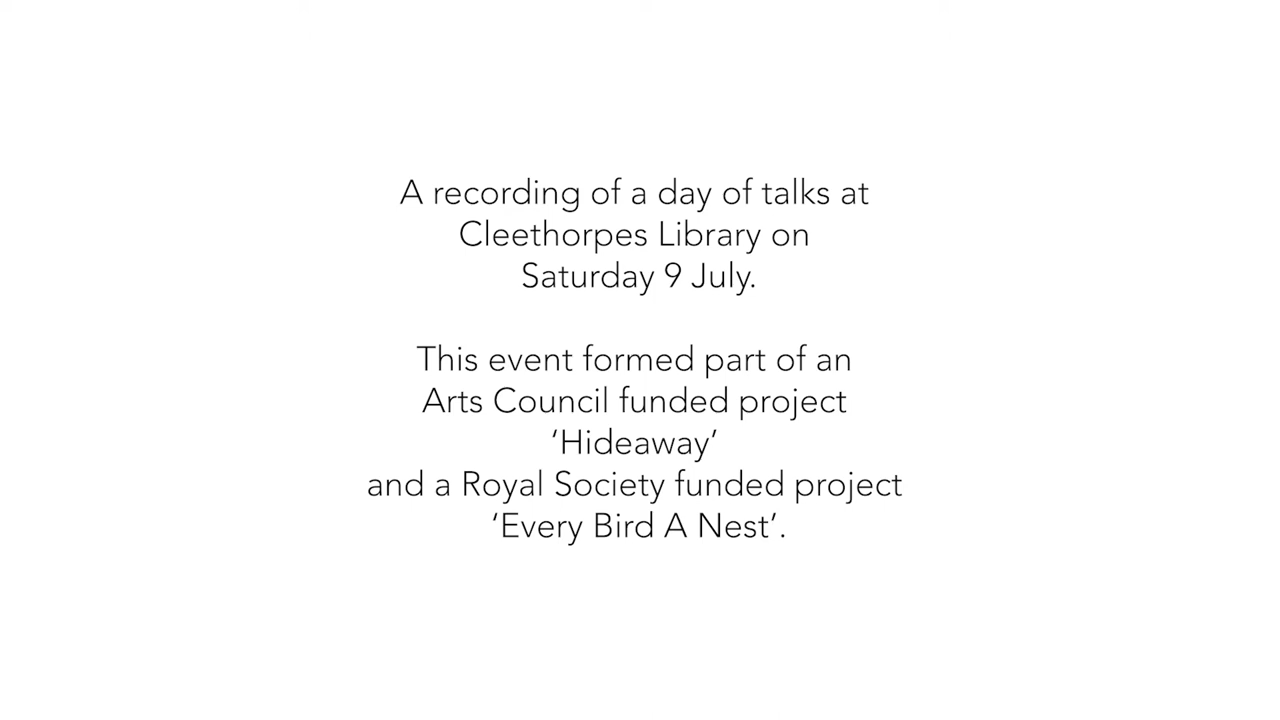 A recording of a day of talks at
Cleethorpes Library on
Saturday 9 July.
This event formed part of an
Arts Council funded project
‘Hideaway’
and a Royal Society funded project
‘Every Bird A Nest’.